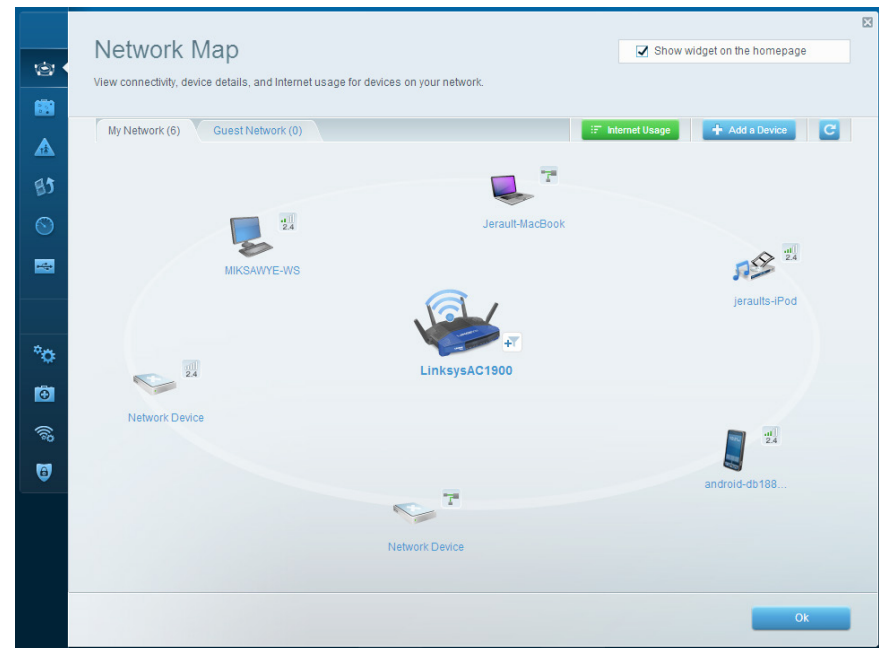 Network Map
Show widget on the homepage
View connectivity, device details, and Internet usage for devices on your network.
My Network (6)
Guest Network (0)
Internet Usage
Add a Device
Jerault-MacBook
2.4
MIKSAWYE-WS
2.4
jeraults-iPod
LinksysAC1900
2.4
Network Device
2.4
android-db188...
Network Device
Ok